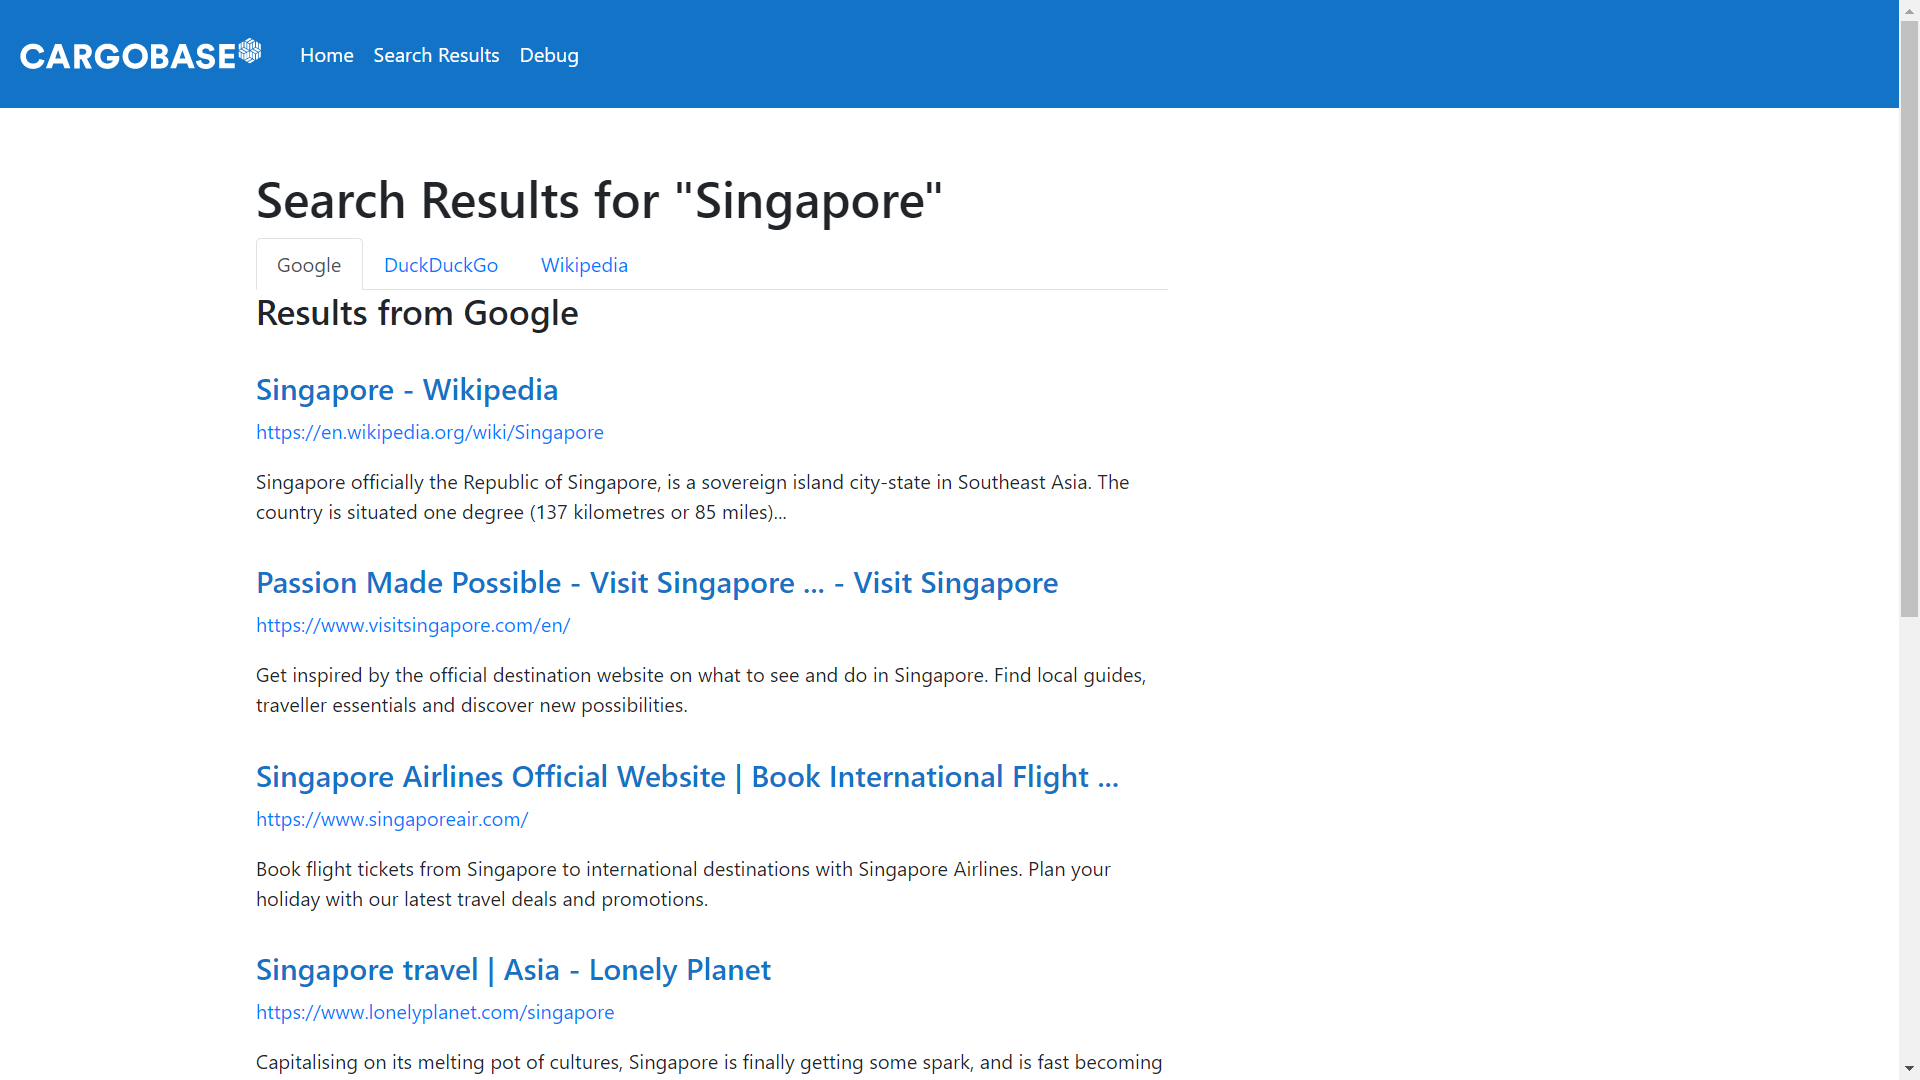 CARGOBASE
Home Search Results Debug
Search Results for "Singapore"
Google DuckDuckGo Wikipedia
Results from Google
Singapore - Wikipedia
https://en.wikipedia.org/wiki/Singapore
Singapore officially the Republic of Singapore, is a sovereign island city-state in Southeast Asia. The
country is situated one degree (137 kilometres or 85 miles)...
Passion Made Possible - Visit Singapore ... - Visit Singapore
https://www.visitsingapore.com/en/
Get inspired by the official destination website on what to see and do in Singapore. Find local guides,
traveller essentials and discover new possibilities.
Singapore Airlines Official Website | Book International Flight ...
https://www.singaporeair.com/
Book flight tickets from Singapore to international destinations with Singapore Airlines. Plan your
holiday with our latest travel deals and promotions.
Singapore travel | Asia - Lonely Planet
https://www.lonelyplanet.com/singapore
Capitalising on its melting pot of cultures, Singapore is finally getting some spark, and is fast becoming